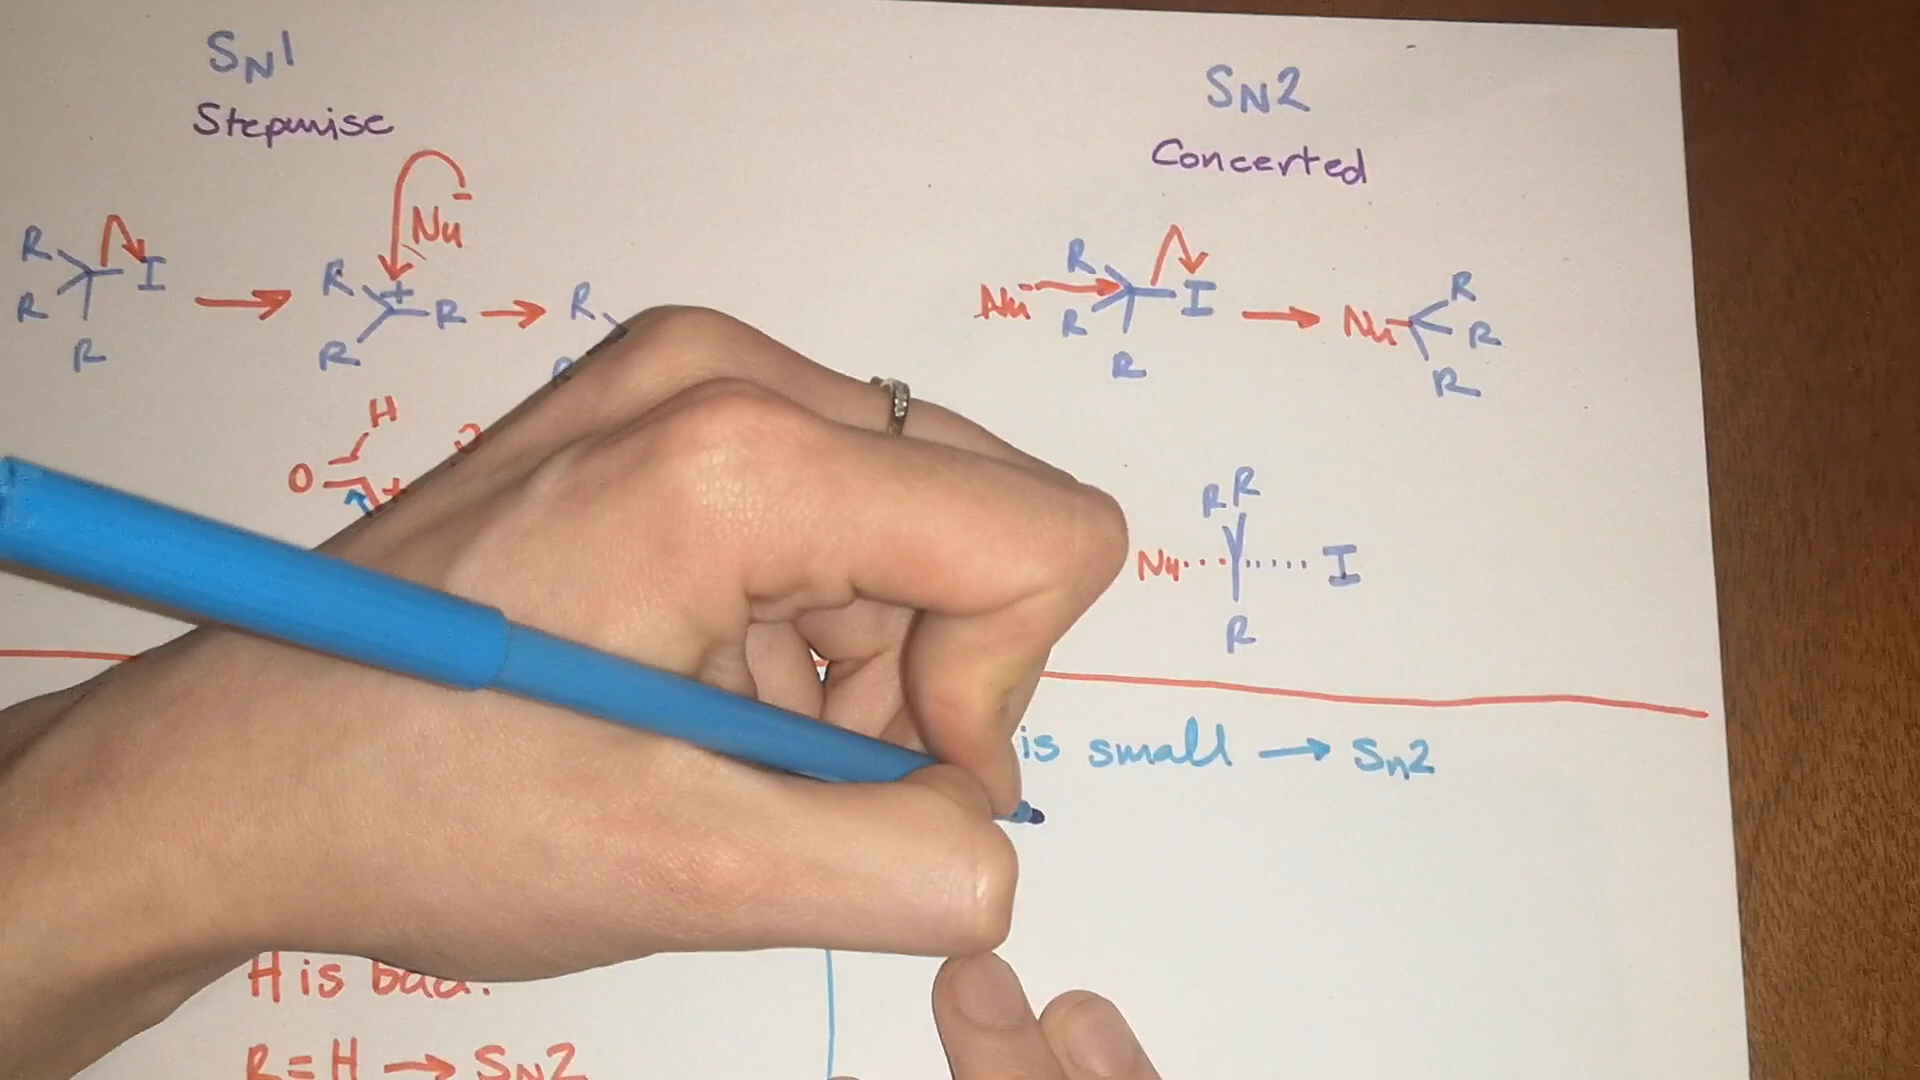 SN1
Stepwise
Nu-
R
R
R
I
R
R
+
R
R
H
O
+
SN2
Concerted
Nu-
R
R
R
I
Nu
R
R
R
R R
Nu
I
R
is small → Sn2
H is bad.
R = H → SN2